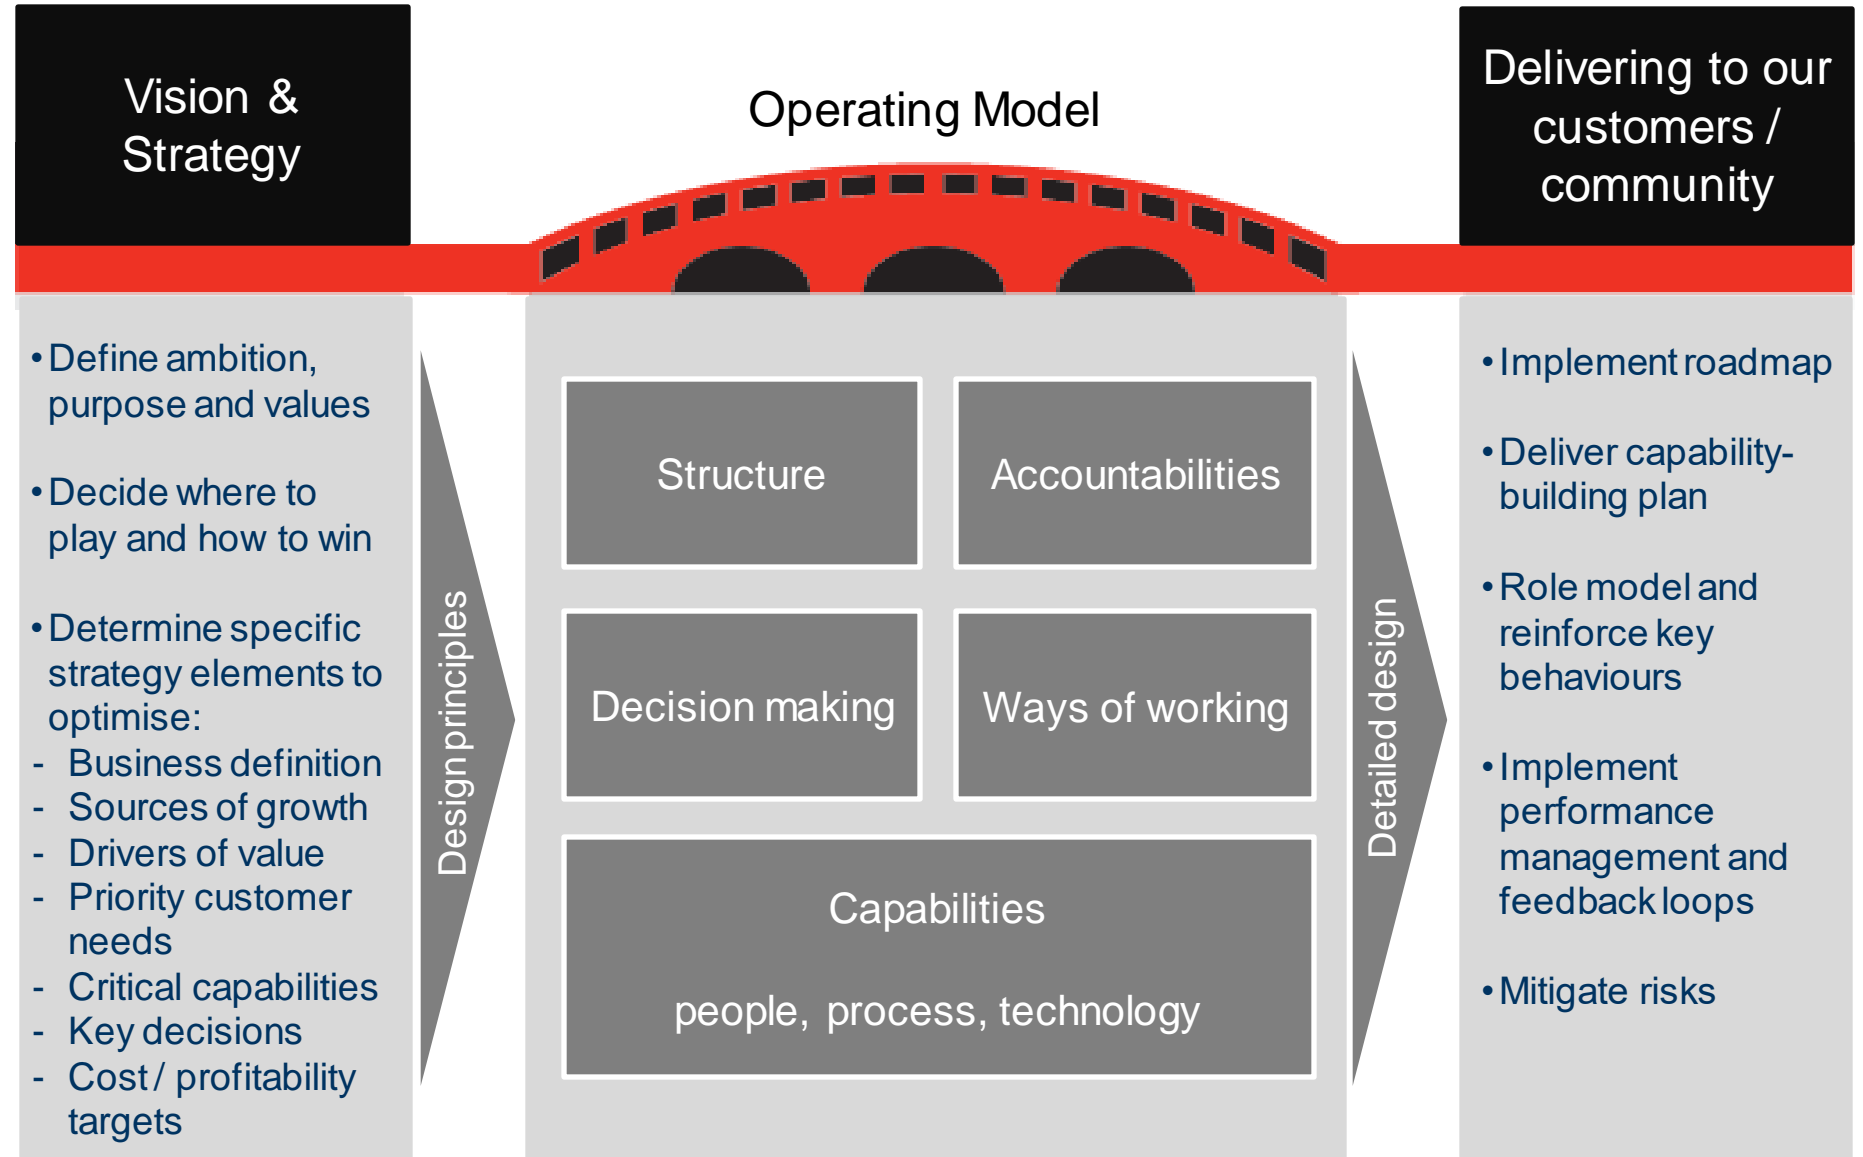 Vision &
Strategy
Operating Model
Delivering to our
customers /
community
•Define ambition,
purpose and values
•Decide where to
play and how to win
•Determine specific
strategy elements to
optimise:
- Business definition
- Sources of growth
- Drivers of value
- Priority customer
needs
- Critical capabilities
- Key decisions
- Cost / profitability
targets
Design principles
Structure
Accountabilities
Decision making
Ways of working
Capabilities
people, process, technology
Detailed design
•Implement roadmap
•Deliver capability-
building plan
•Role model and
reinforce key
behaviours
•Implement
performance
management and
feedback loops
•Mitigate risks